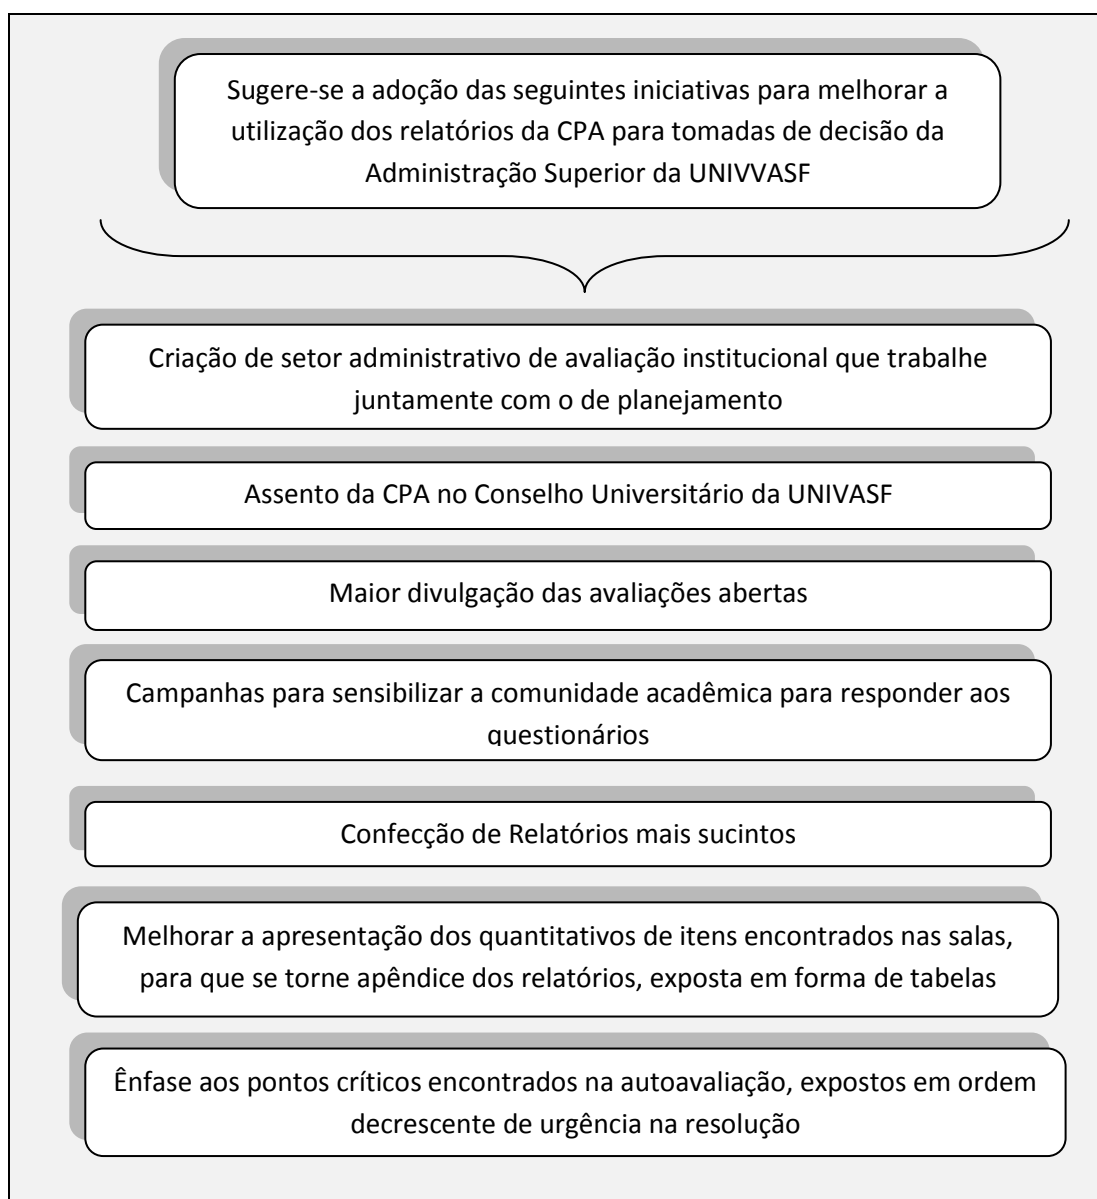 Sugere-se a adoção das seguintes iniciativas para melhorar a
utilização dos relatórios da CPA para tomadas de decisão da
Administração Superior da UNIVVASF
Criação de setor administrativo de avaliação institucional que trabalhe
juntamente com o de planejamento
Assento da CPA no Conselho Universitário da UNIVASF
Maior divulgação das avaliações abertas
Campanhas para sensibilizar a comunidade acadêmica para responder aos
questionários
Confecção de Relatórios mais sucintos
Melhorar a apresentação dos quantitativos de itens encontrados nas salas,
para que se torne apêndice dos relatórios, exposta em forma de tabelas
Ênfase aos pontos críticos encontrados na autoavaliação, expostos em ordem
decrescente de urgência na resolução